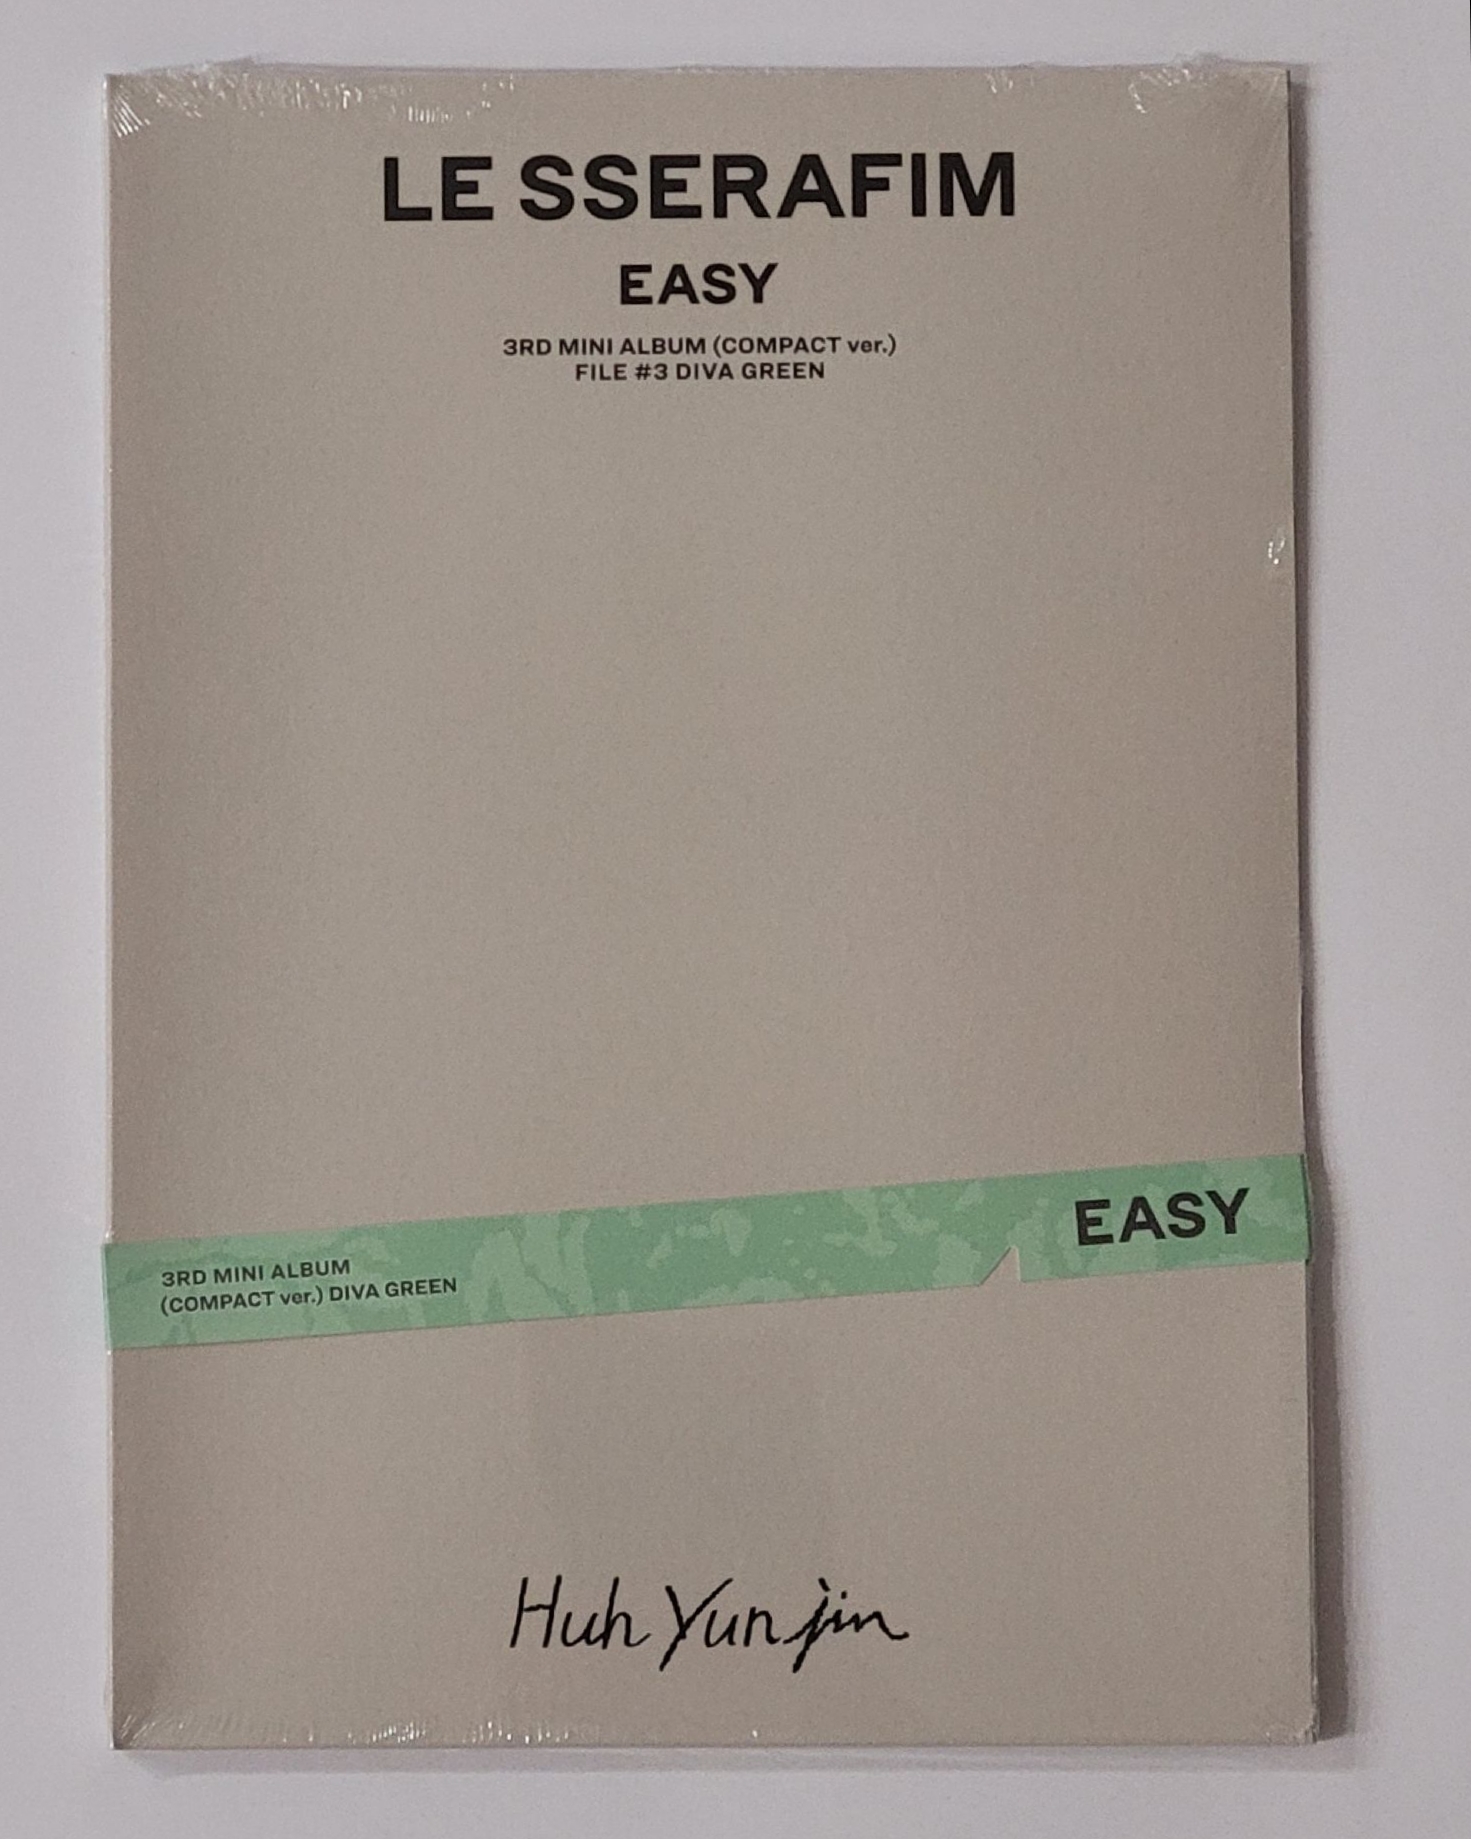 LE SSERAFIM
EASY
3RD MINI ALBUM (COMPACT ver.)
FILE #3 DIVA GREEN
EASY
3RD MINI ALBUM
(COMPACT ver.) DIVA GREEN
Huh Yunjin